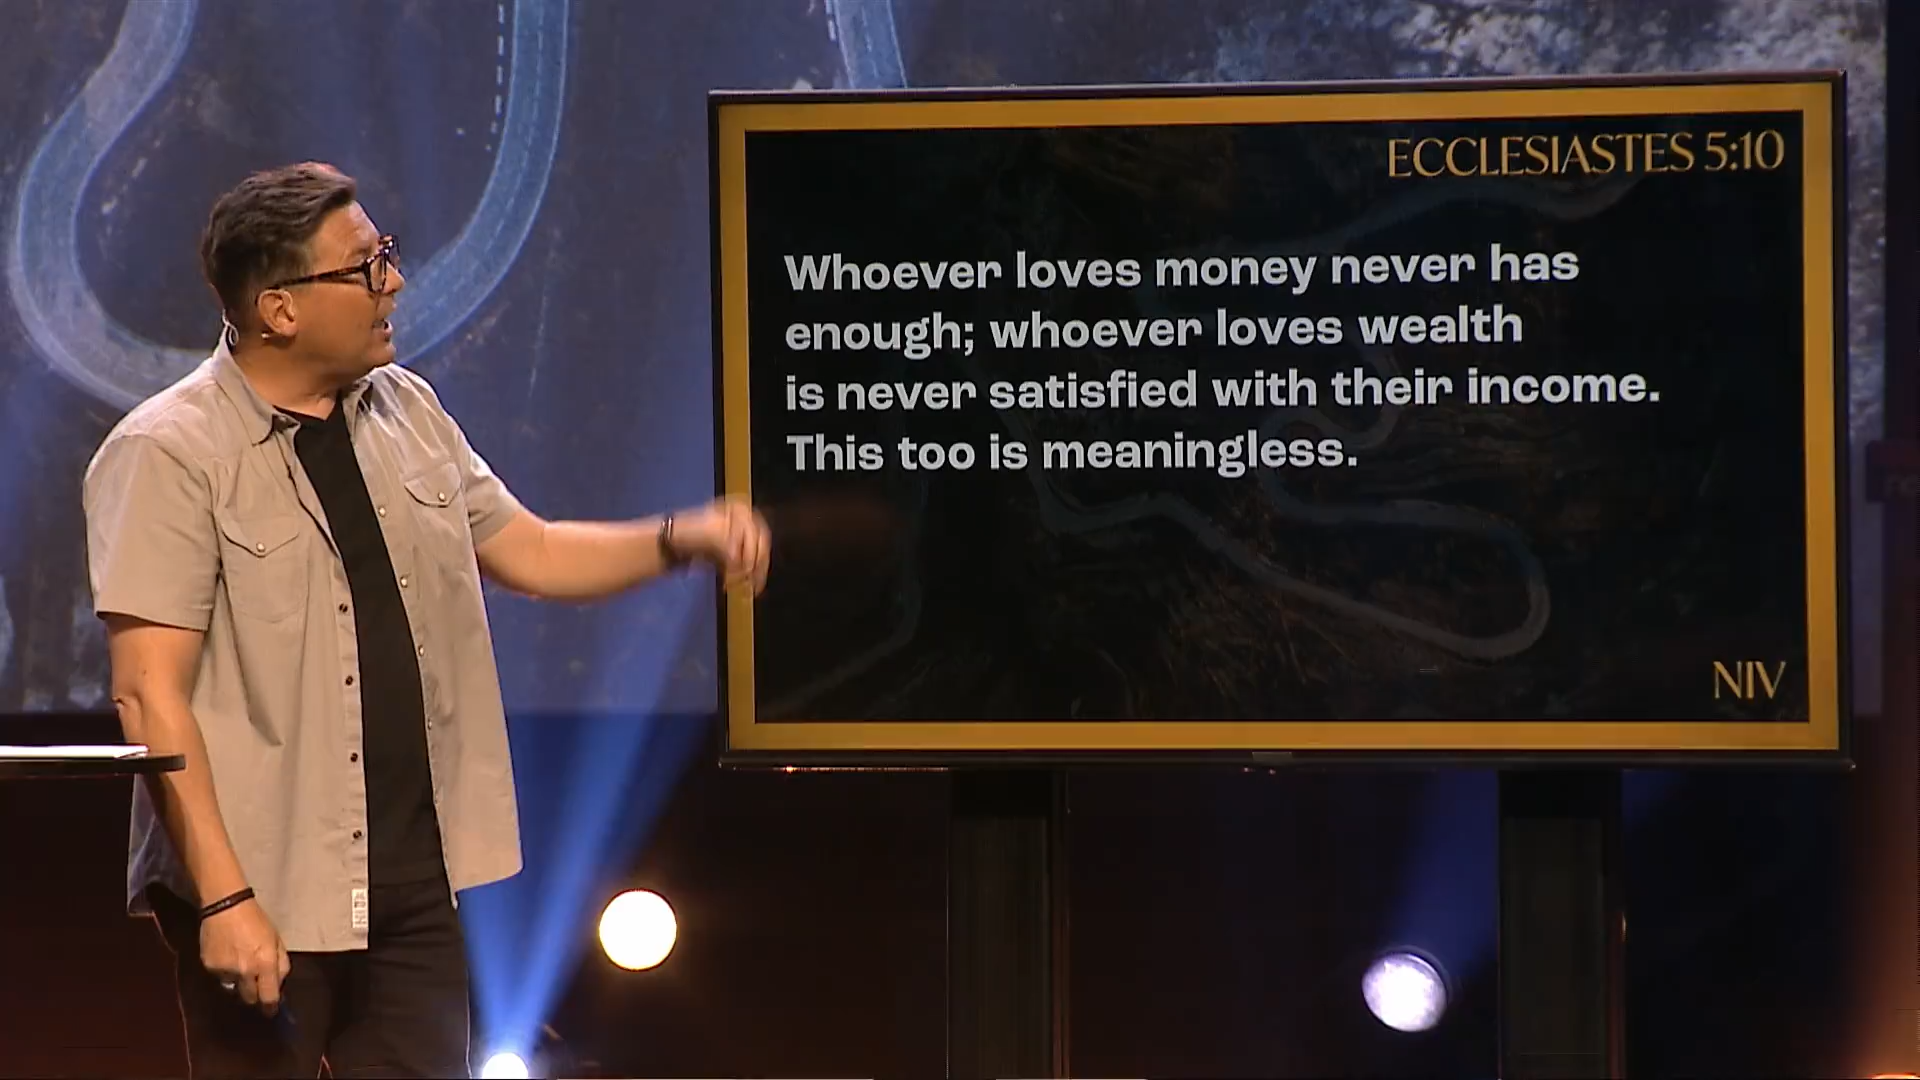 ECCLESIASTES 5:10
Whoever loves money never has
enough; whoever loves wealth
is never satisfied with their income.
This too is meaningless.
NIV